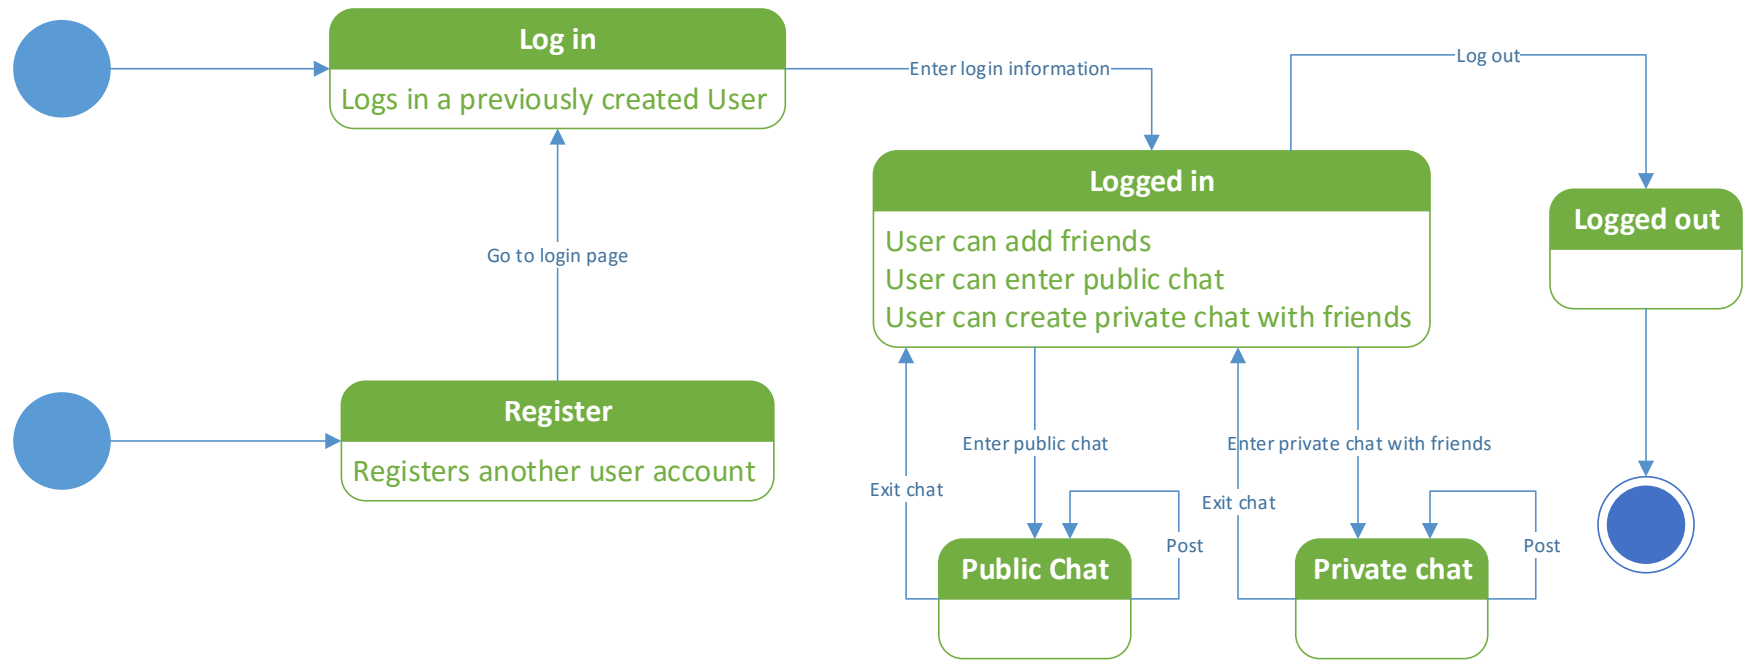 Log in
Logs in a previously created User
Enter login information
Log out
Logged in
User can add friends
User can enter public chat
User can create private chat with friends
Logged out
Go to login page
Register
Registers another user account
Enter public chat
Enter private chat with friends
Exit chat
Exit chat
Post
Post
Public Chat
Private chat